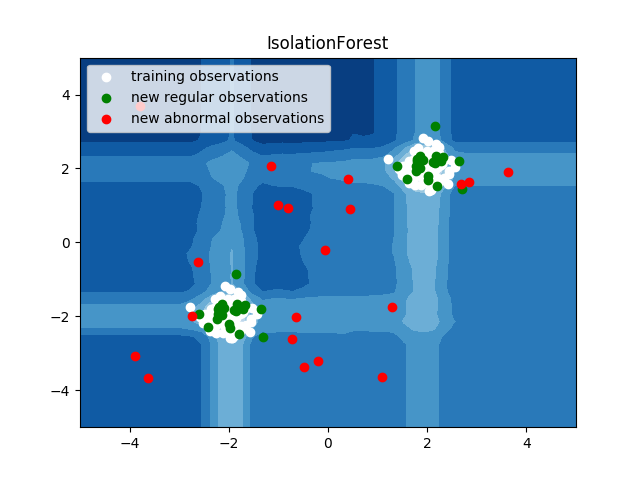 IsolationForest
training observations
new regular observations
new abnormal observations
4
2
0
−2
−4
−4
−2
0
2
4